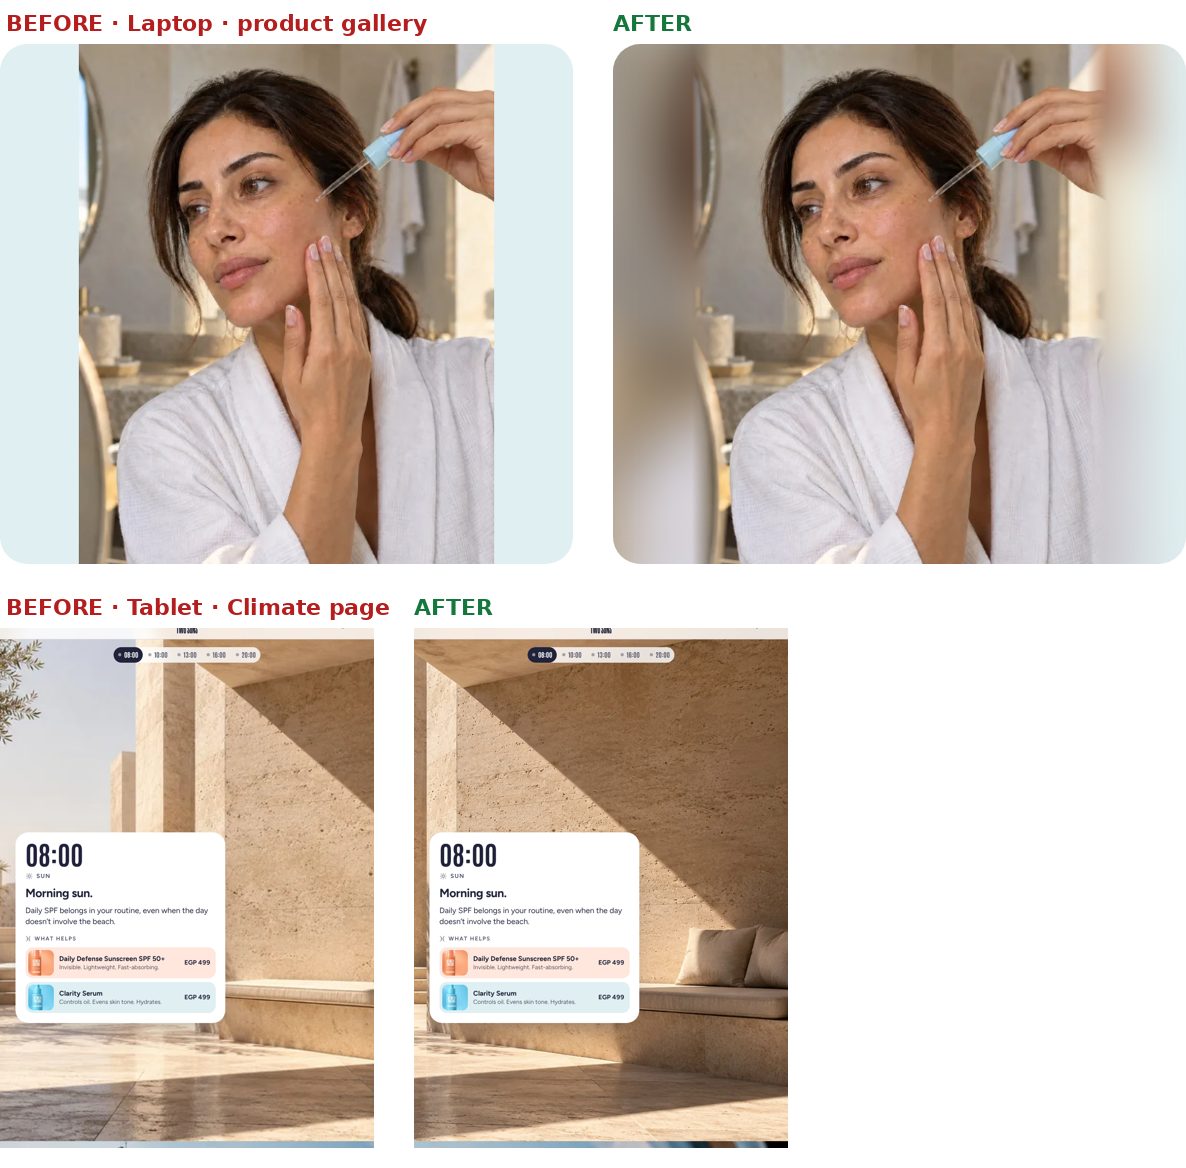 BEFORE · Laptop · product gallery
AFTER
BEFORE · Tablet · Climate page
AFTER
08:00 10:00 13:00 16:00 20:00
08:00
SUN
Morning sun.
Daily SPF belongs in your routine, even when the day
doesn't involve the beach.
WHAT HELPS
Daily Defense Sunscreen SPF 50+
Invisible. Lightweight. Fast-absorbing.
EGP 499
Clarity Serum
Controls oil. Evens skin tone. Hydrates.
EGP 499
08:00 10:00 13:00 16:00 20:00
08:00
SUN
Morning sun.
Daily SPF belongs in your routine, even when the day
doesn't involve the beach.
WHAT HELPS
Daily Defense Sunscreen SPF 50+
Invisible. Lightweight. Fast-absorbing.
EGP 499
Clarity Serum
Controls oil. Evens skin tone. Hydrates.
EGP 499